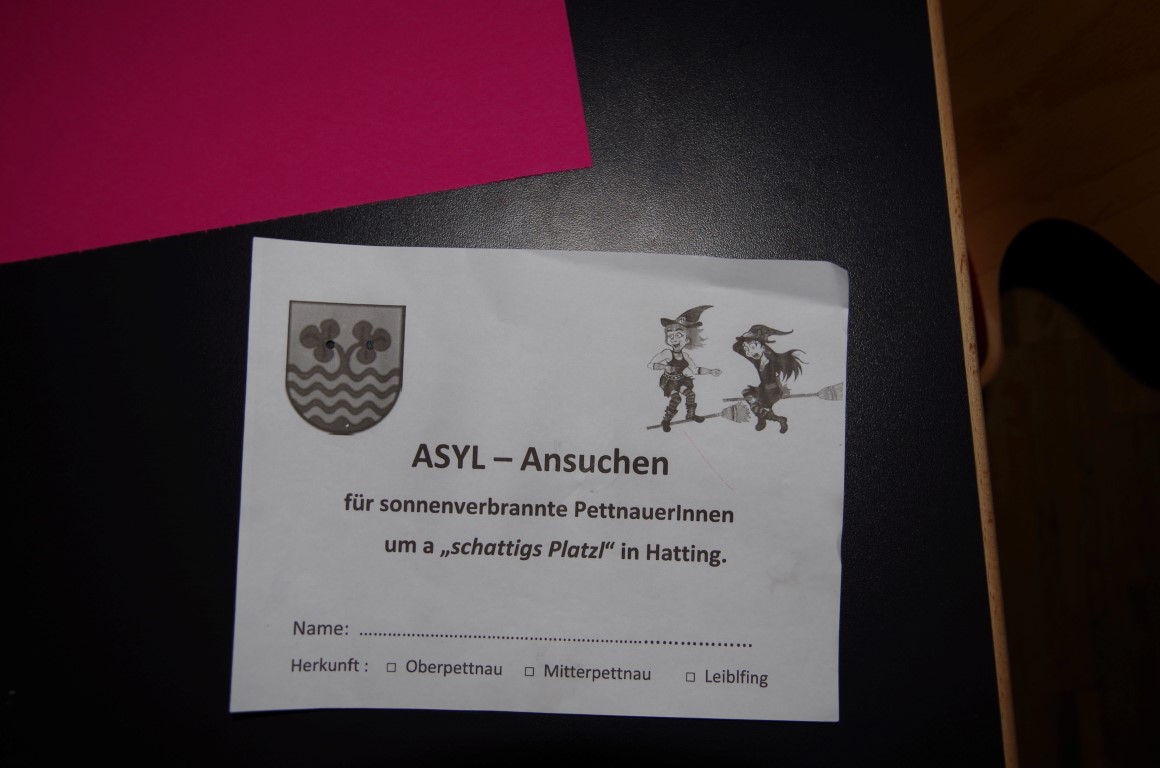 ASYL – Ansuchen
für sonnenverbrannte PettnauerInnen
um a „schattigs Platzl“ in Hatting.
Name: ........................................................................................
Herkunft : □ Oberpettnau □ Mitterpettnau □ Leiblfing